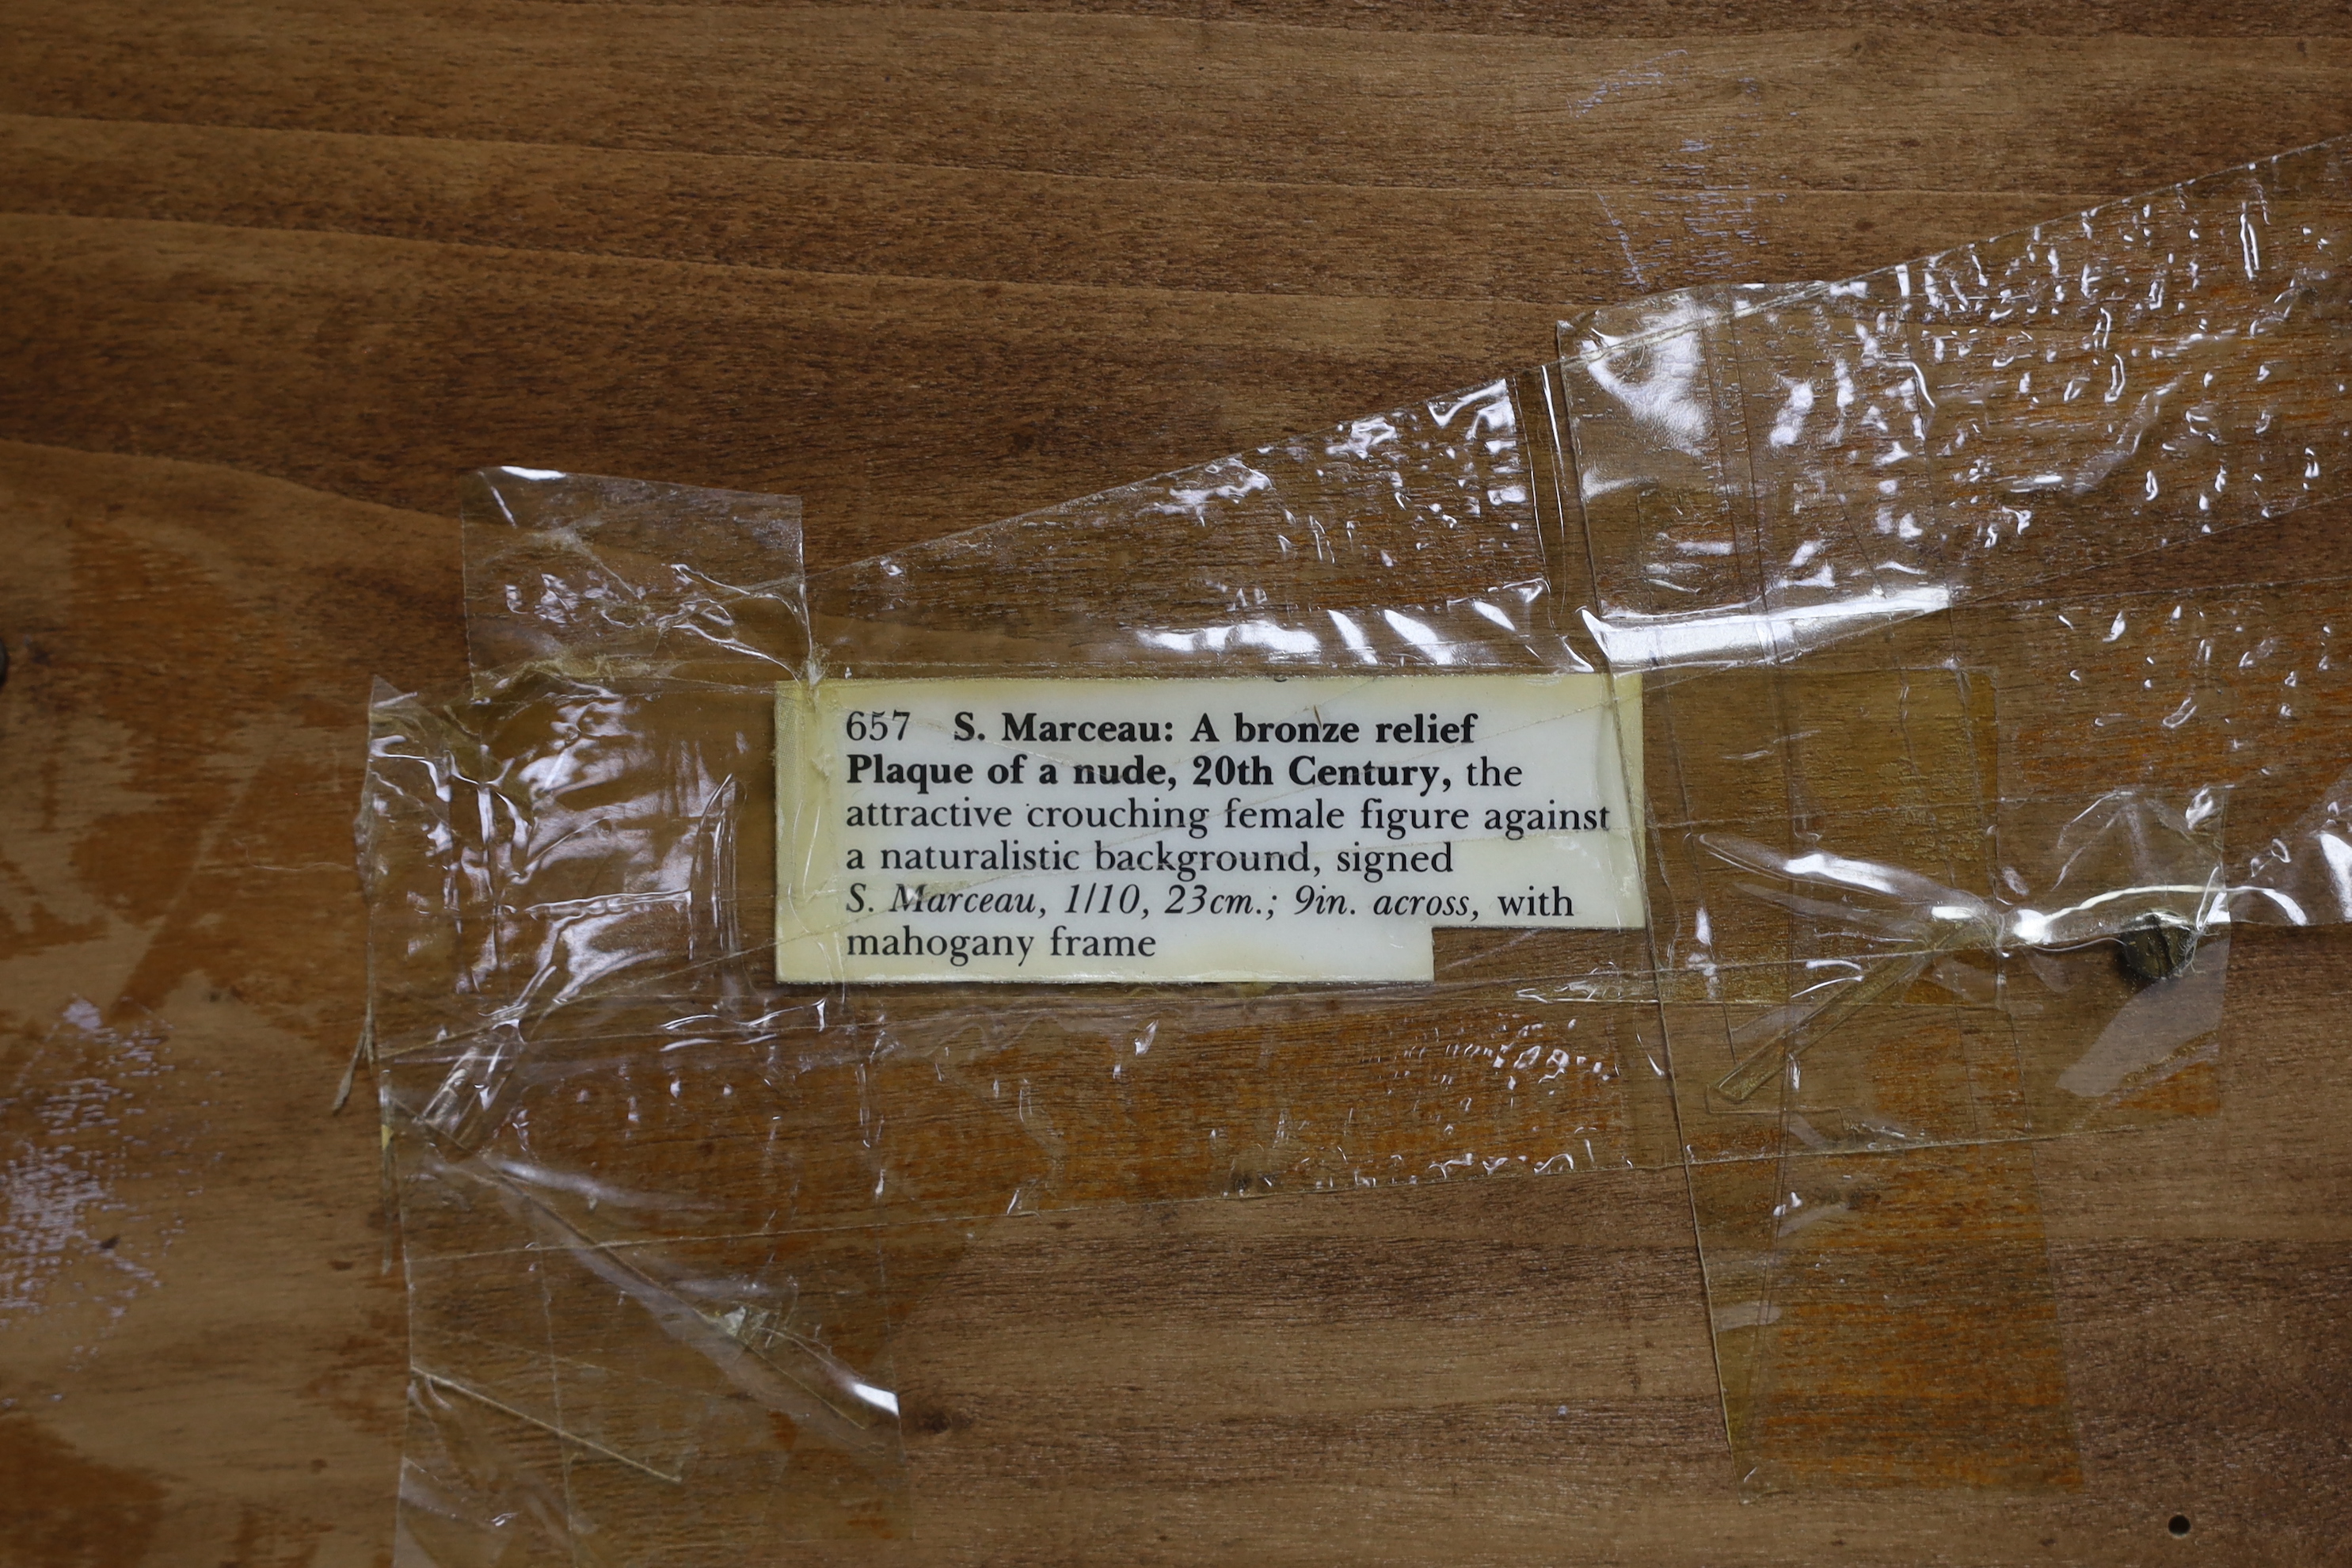 657 S. Marceau: A bronze relief
Plaque of a nude, 20th Century, the
attractive crouching female figure against
a naturalistic background, signed
S. Marceau, 1/10, 23cm.; 9in. across, with
mahogany frame